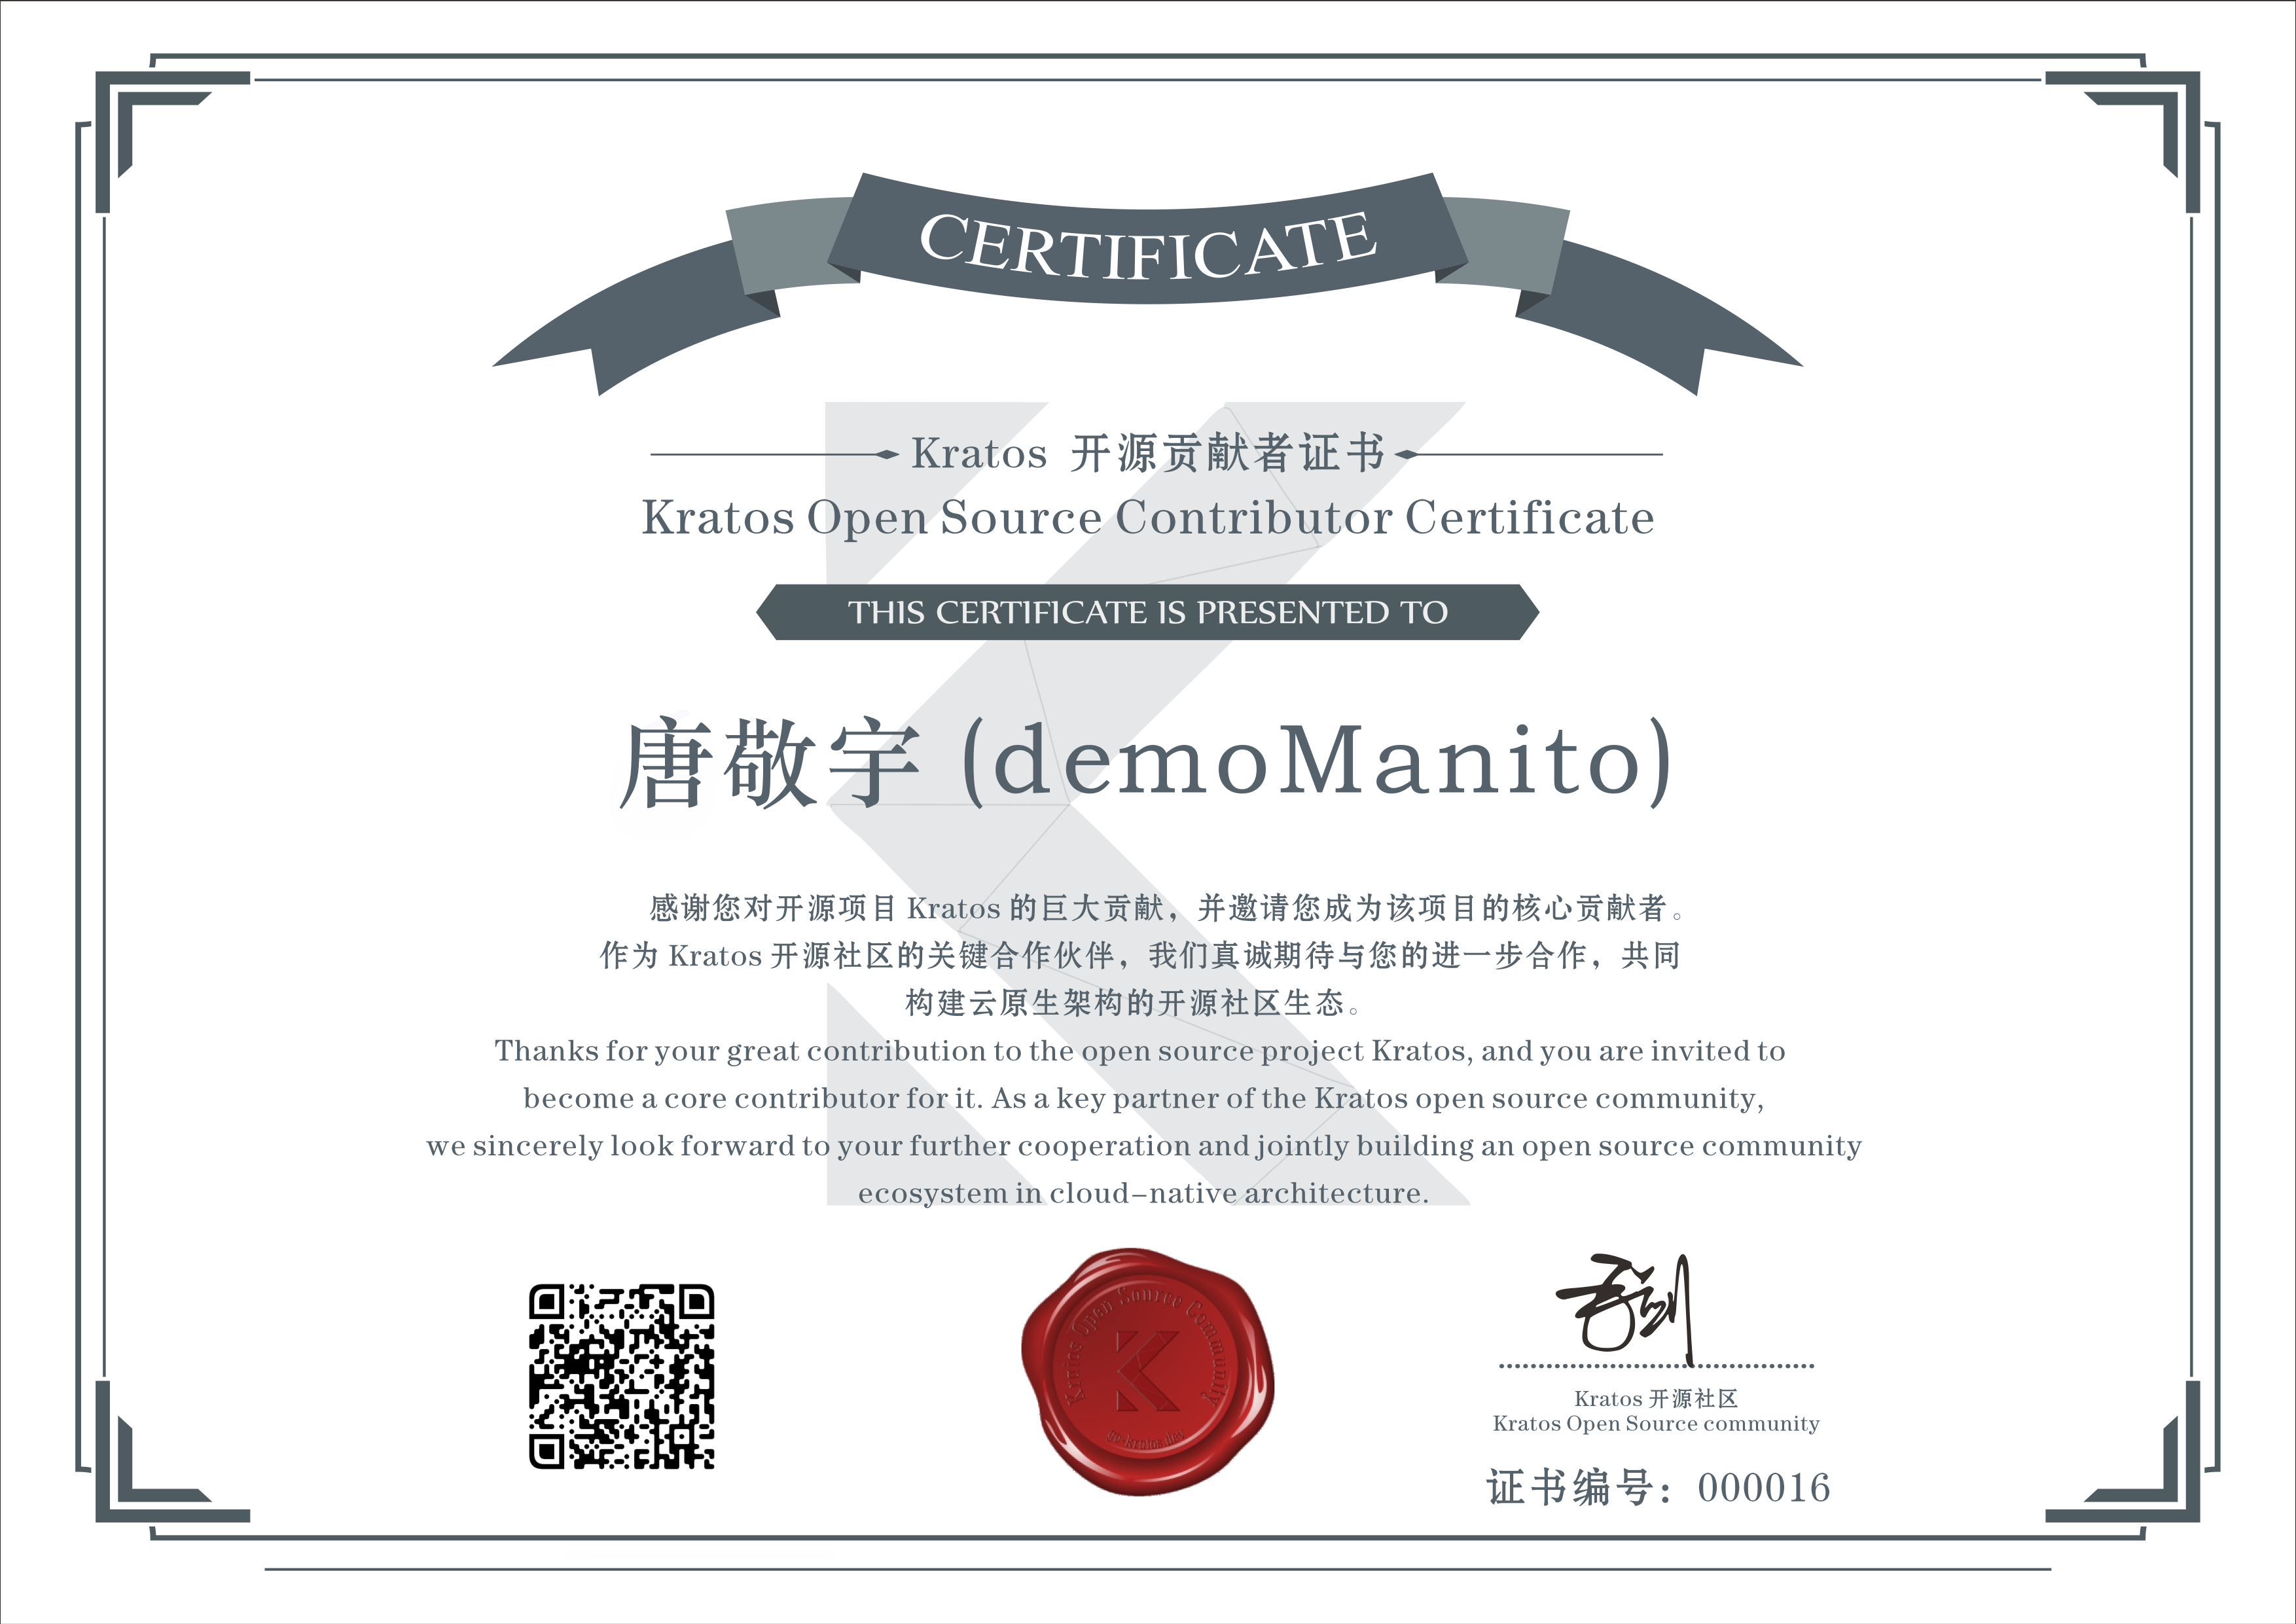 CERTIFICATE
Kratos 开源贡献者证书
Kratos Open Source Contributor Certificate
THIS CERTIFICATE IS PRESENTED TO
唐敬宇 (demoManito)
感谢您对开源项目 Kratos 的巨大贡献，并邀请您成为该项目的核心贡献者。
作为 Kratos 开源社区的关键合作伙伴，我们真诚期待与您的进一步合作，共同
构建云原生架构的开源社区生态。
Thanks for your great contribution to the open source project Kratos, and you are invited to
become a core contributor for it. As a key partner of the Kratos open source community,
we sincerely look forward to your further cooperation and jointly building an open source community
ecosystem in cloud-native architecture.
Kratos Open Source Community
K
go-kratos.dev
Kratos 开源社区
Kratos Open Source community
证书编号：000016